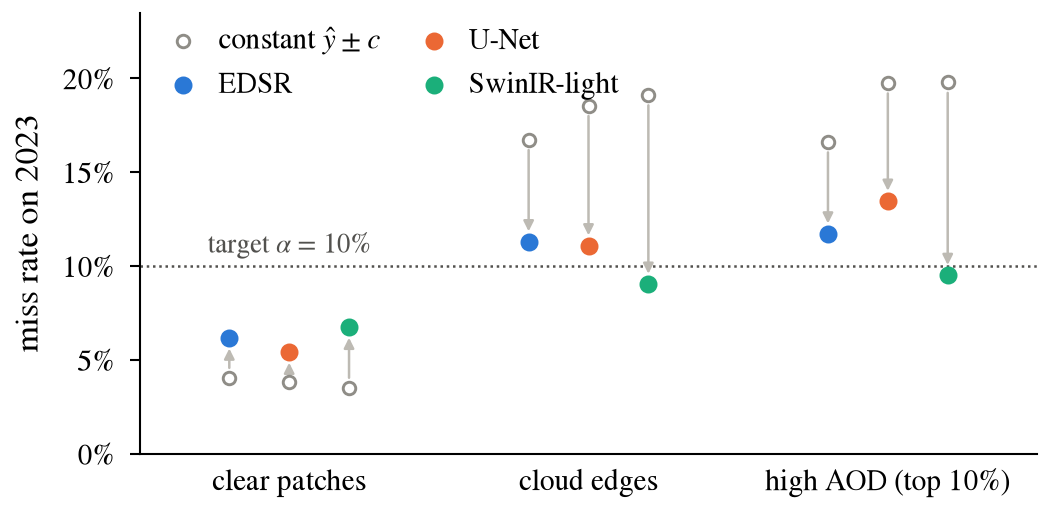 constant ŷ ± c
U-Net
EDSR
SwinIR-light
20%
15%
target α = 10%
10%
5%
0%
miss rate on 2023
clear patches
cloud edges
high AOD (top 10%)